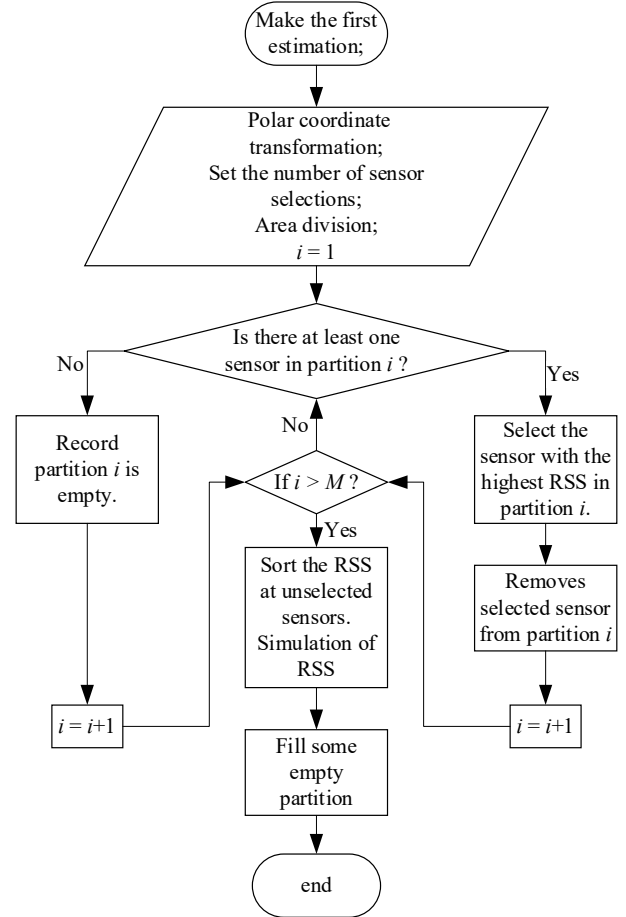 Make the first
estimation;
Polar coordinate
transformation;
Set the number of sensor
selections;
Area division;
i = 1
Is there at least one
sensor in partition i ?
No
Yes
Record
partition i is
empty.
No
If i > M ?
Yes
Select the
sensor with the
highest RSS in
partition i.
Sort the RSS
at unselected
sensors.
Simulation of
RSS
Removes
selected sensor
from partition i
i = i+1
i = i+1
Fill some
empty
partition
end